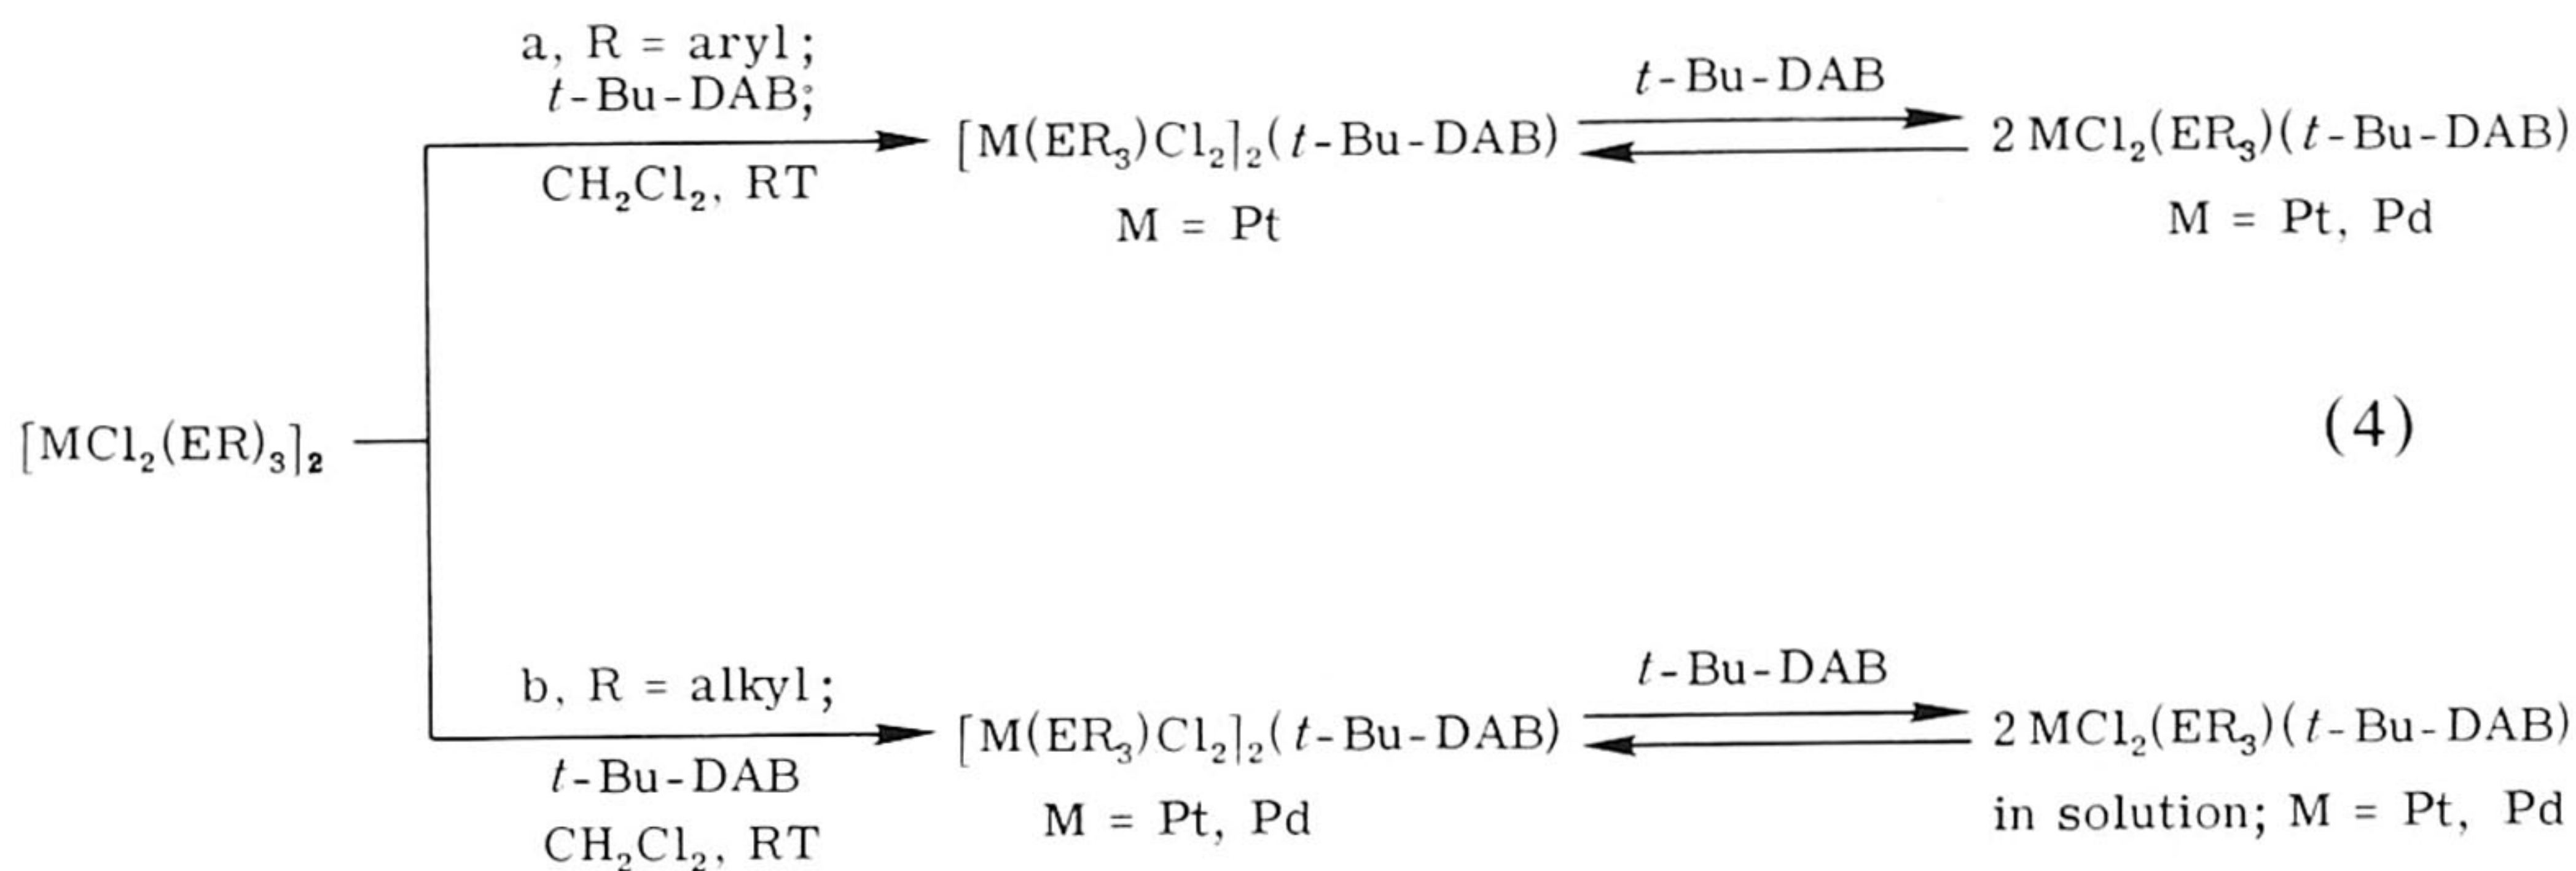 a, R = aryl;
t-Bu-DAB;
CH₂Cl₂, RT
[M(ER₃)Cl₂]₂(t-Bu-DAB)
M = Pt
t-Bu-DAB
2 MCl₂(ER₃)(t-Bu-DAB)
M = Pt, Pd
[MCl₂(ER)₃]₂
(4)
b, R = alkyl;
t-Bu-DAB
CH₂Cl₂, RT
[M(ER₃)Cl₂]₂(t-Bu-DAB)
M = Pt, Pd
t-Bu-DAB
2 MCl₂(ER₃)(t-Bu-DAB)
in solution; M = Pt, Pd